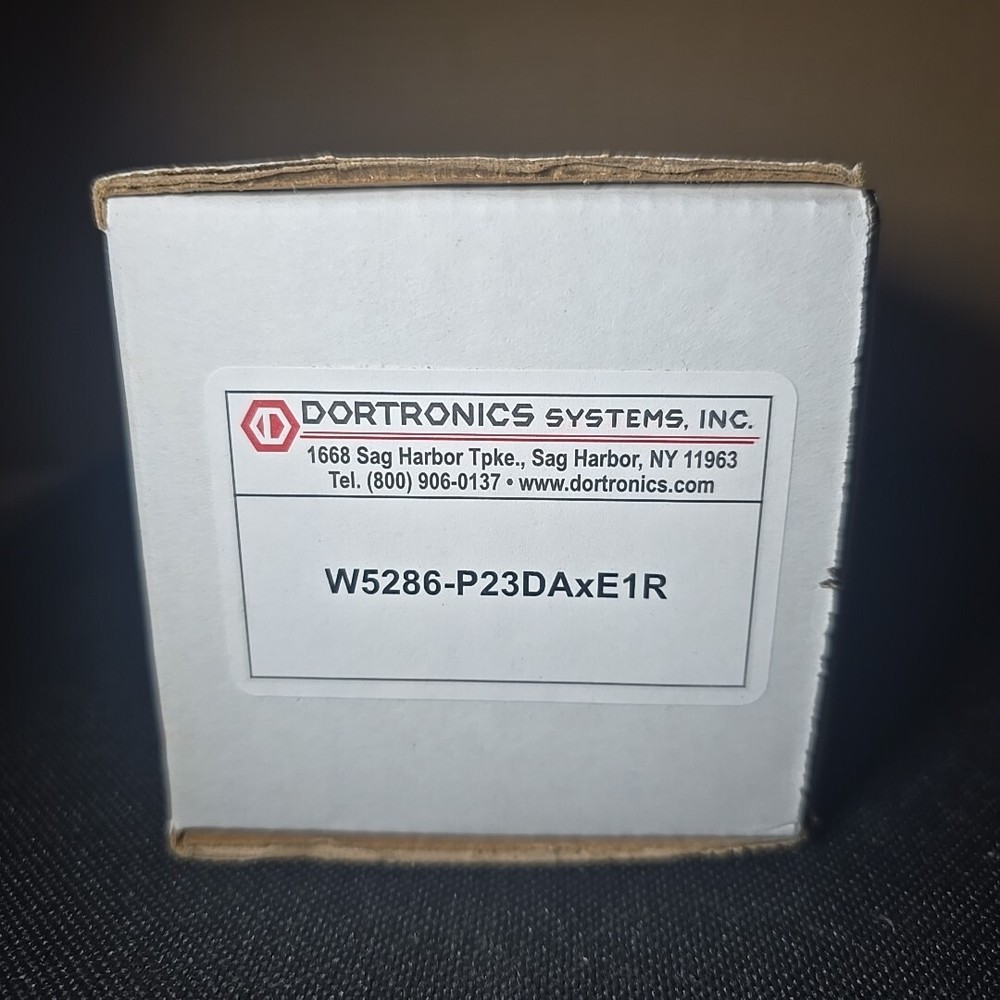 DORTRONICS SYSTEMS, INC.
1668 Sag Harbor Tpke., Sag Harbor, NY 11963
Tel. (800) 906-0137 • www.dortronics.com
W5286-P23DAxE1R